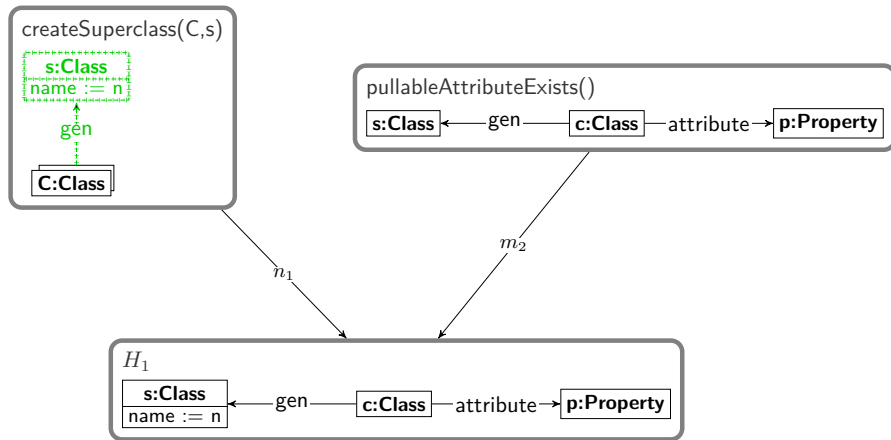 createSuperclass(C,s)
s:Class
name := n
gen
C:Class
pullableAttributeExists()
s:Class gen c:Class attribute p:Property
n₁
m₂
H₁
s:Class
name := n
gen c:Class attribute p:Property